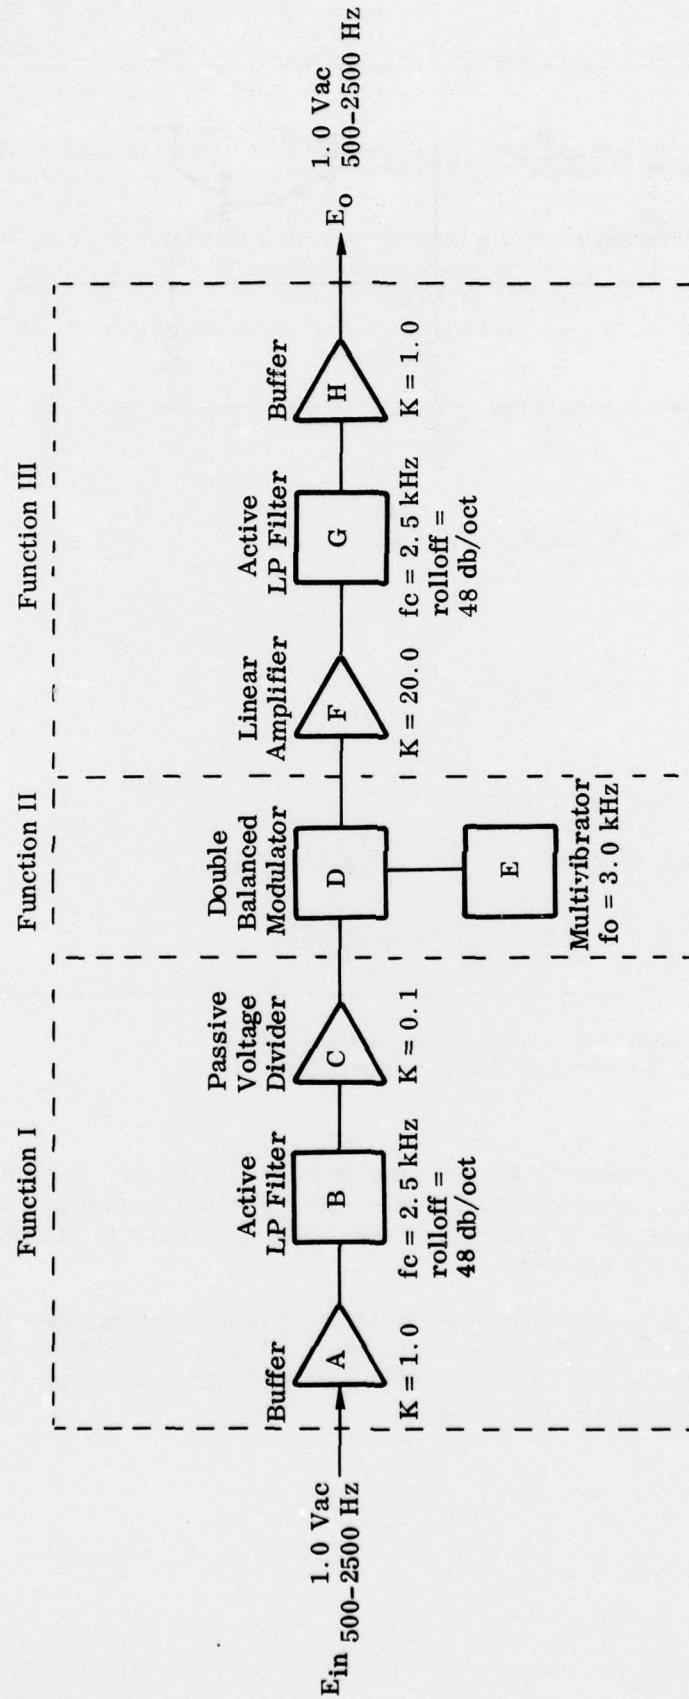 Function I
Function II
Function III
Buffer
Active
LP Filter
Passive
Voltage
Divider
Double
Balanced
Modulator
Linear
Amplifier
Active
LP Filter
Buffer
1.0 Vac
Ein 500-2500 Hz
A
B
C
D
F
G
H
Eo
1.0 Vac
500-2500 Hz
K = 1.0
fc = 2.5 kHz
rolloff =
48 db/oct
K = 0.1
E
Multivibrator
fo = 3.0 kHz
K = 20.0
fc = 2.5 kHz
rolloff =
48 db/oct
K = 1.0